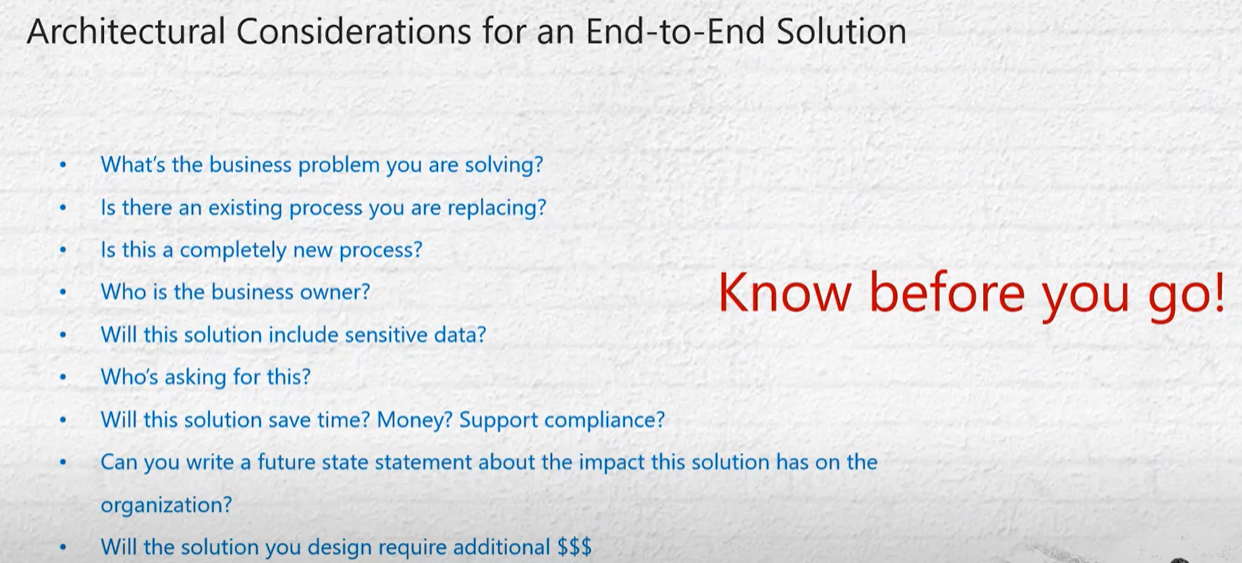 Architectural Considerations for an End-to-End Solution
• What's the business problem you are solving?
• Is there an existing process you are replacing?
• Is this a completely new process?
• Who is the business owner?
Know before you go!
• Will this solution include sensitive data?
• Who's asking for this?
• Will this solution save time? Money? Support compliance?
• Can you write a future state statement about the impact this solution has on the
organization?
• Will the solution you design require additional $$$